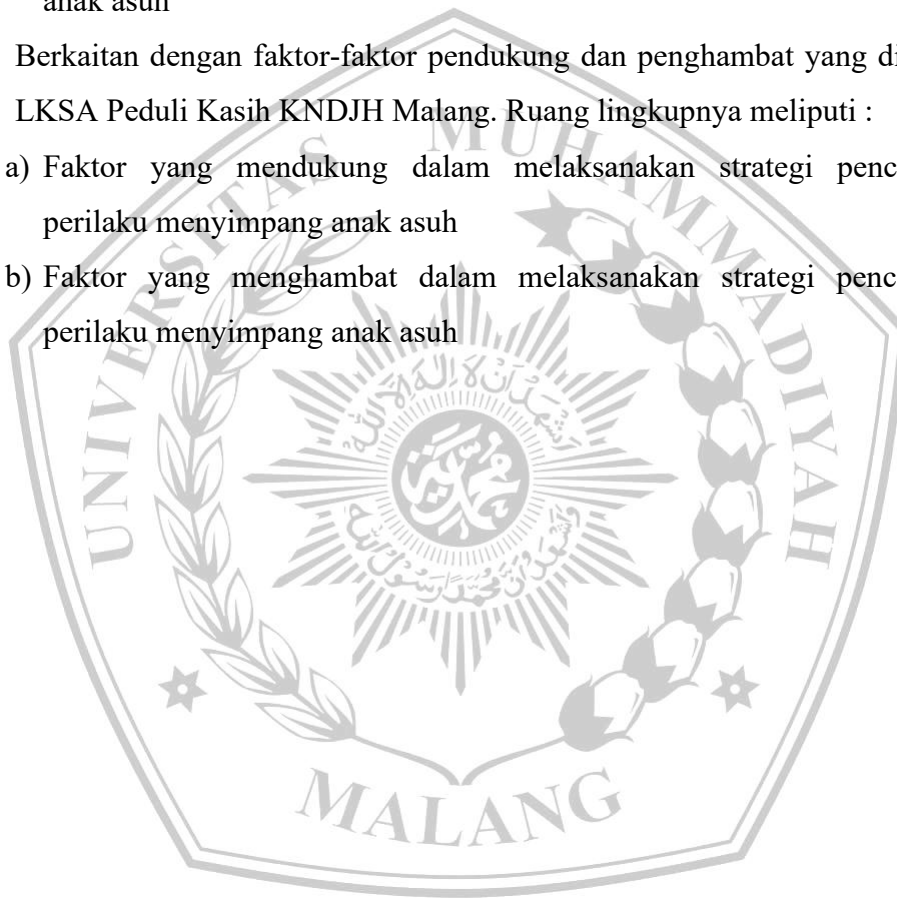 anak asuh
Berkaitan dengan faktor-faktor pendukung dan penghambat yang
LKSA Peduli Kasih KNDJH Malang. Ruang lingkupnya meliputi :
a) Faktor yang mendukung dalam melaksanakan strategi
perilaku menyimpang anak asuh
b) Faktor yang menghambat dalam melaksanakan strategi
perilaku menyimpang anak asuh
UNIVERSITAS MUHAMMADIYAH
MALANG